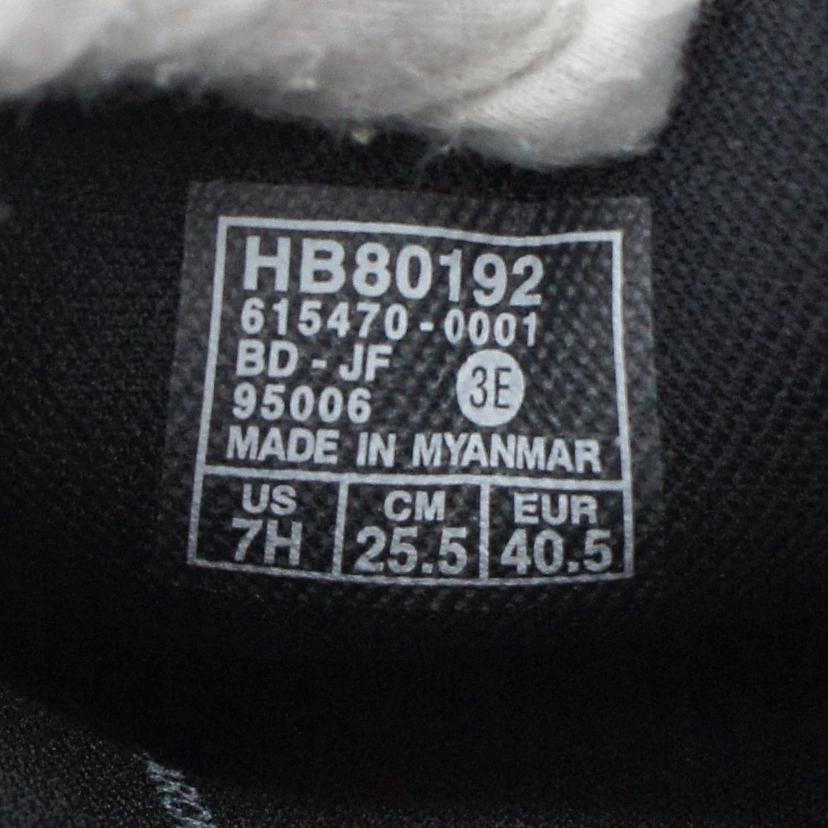 HB80192
615470-0001
BD-JF
95006 3E
MADE IN MYANMAR
US CM EUR
7H 25.5 40.5